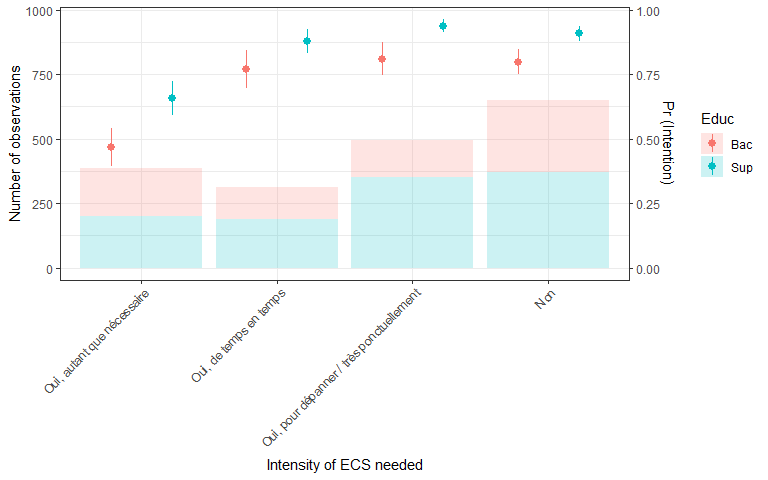 1000
750
500
250
0
Number of observations
1.00
0.75
0.50
0.25
0.00
Pr (Intention)
Educ
Bac
Sup
Oui, autant que nécessaire
Oui, de temps en temps
Oui, pour dépanner / très ponctuellement
Non
Intensity of ECS needed